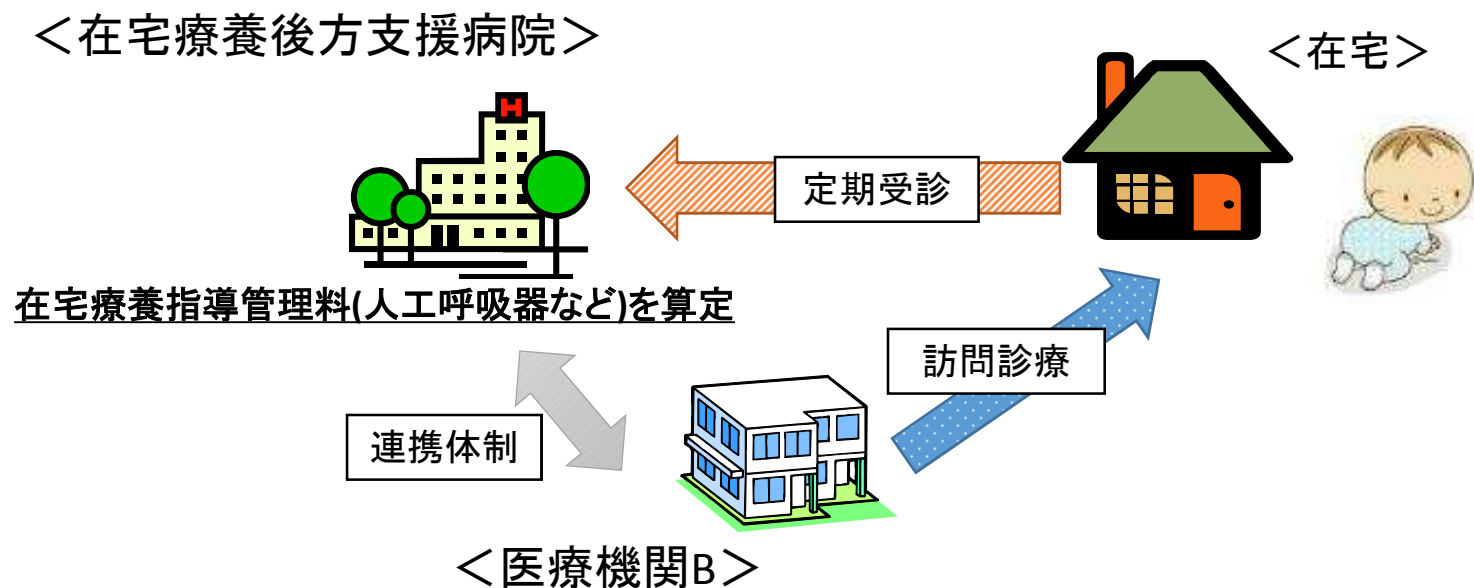 ＜在宅療養後方支援病院＞
＜在宅＞
H
定期受診
在宅療養指導管理料(人工呼吸器など)を算定
訪問診療
連携体制
＜医療機関B＞